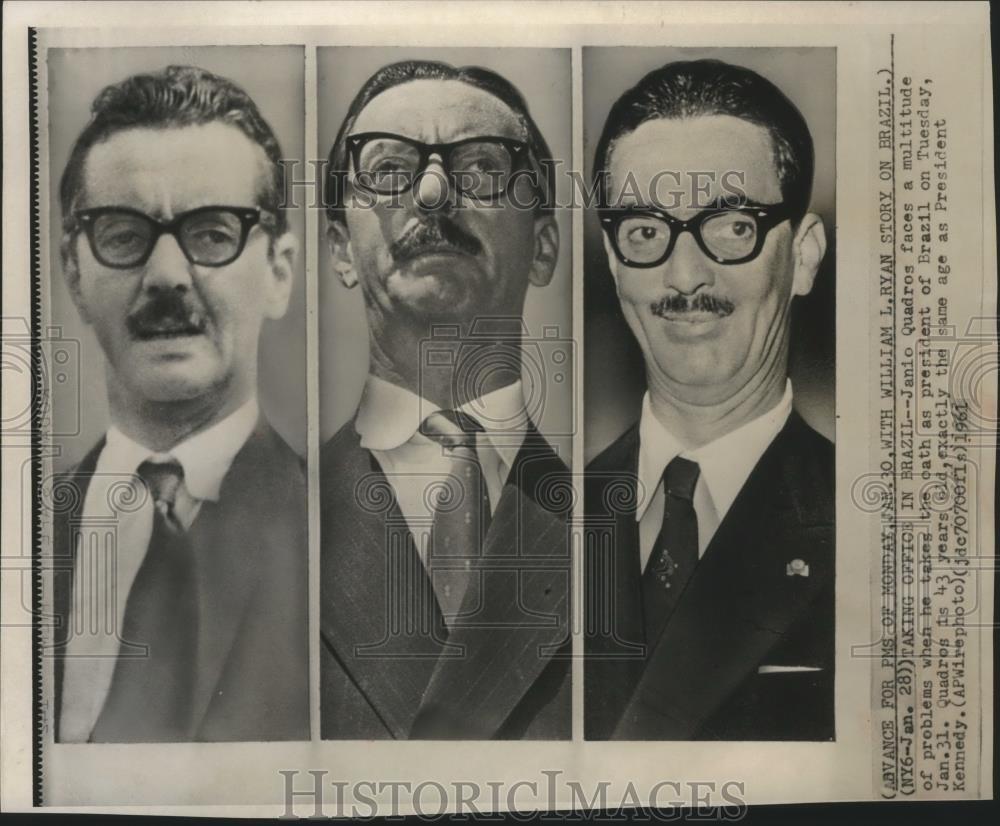 (ADVANCE FOR PMS OF MONDAY,JAN.30,WITH WILLIAM L.RYAN STORY ON BRAZIL.)
(NY6-Jan. 28))TAKING OFFICE IN BRAZIL--Janio Quadros faces a multitude
of problems when he takes the oath as president of Brazil on Tuesday,
Jan.31. Quadros is 43 years old,exactly the same age as President
Kennedy.(APWirephoto)(jdc70700fls)1961
HISTORIC IMAGES
HISTORIC IMAGES